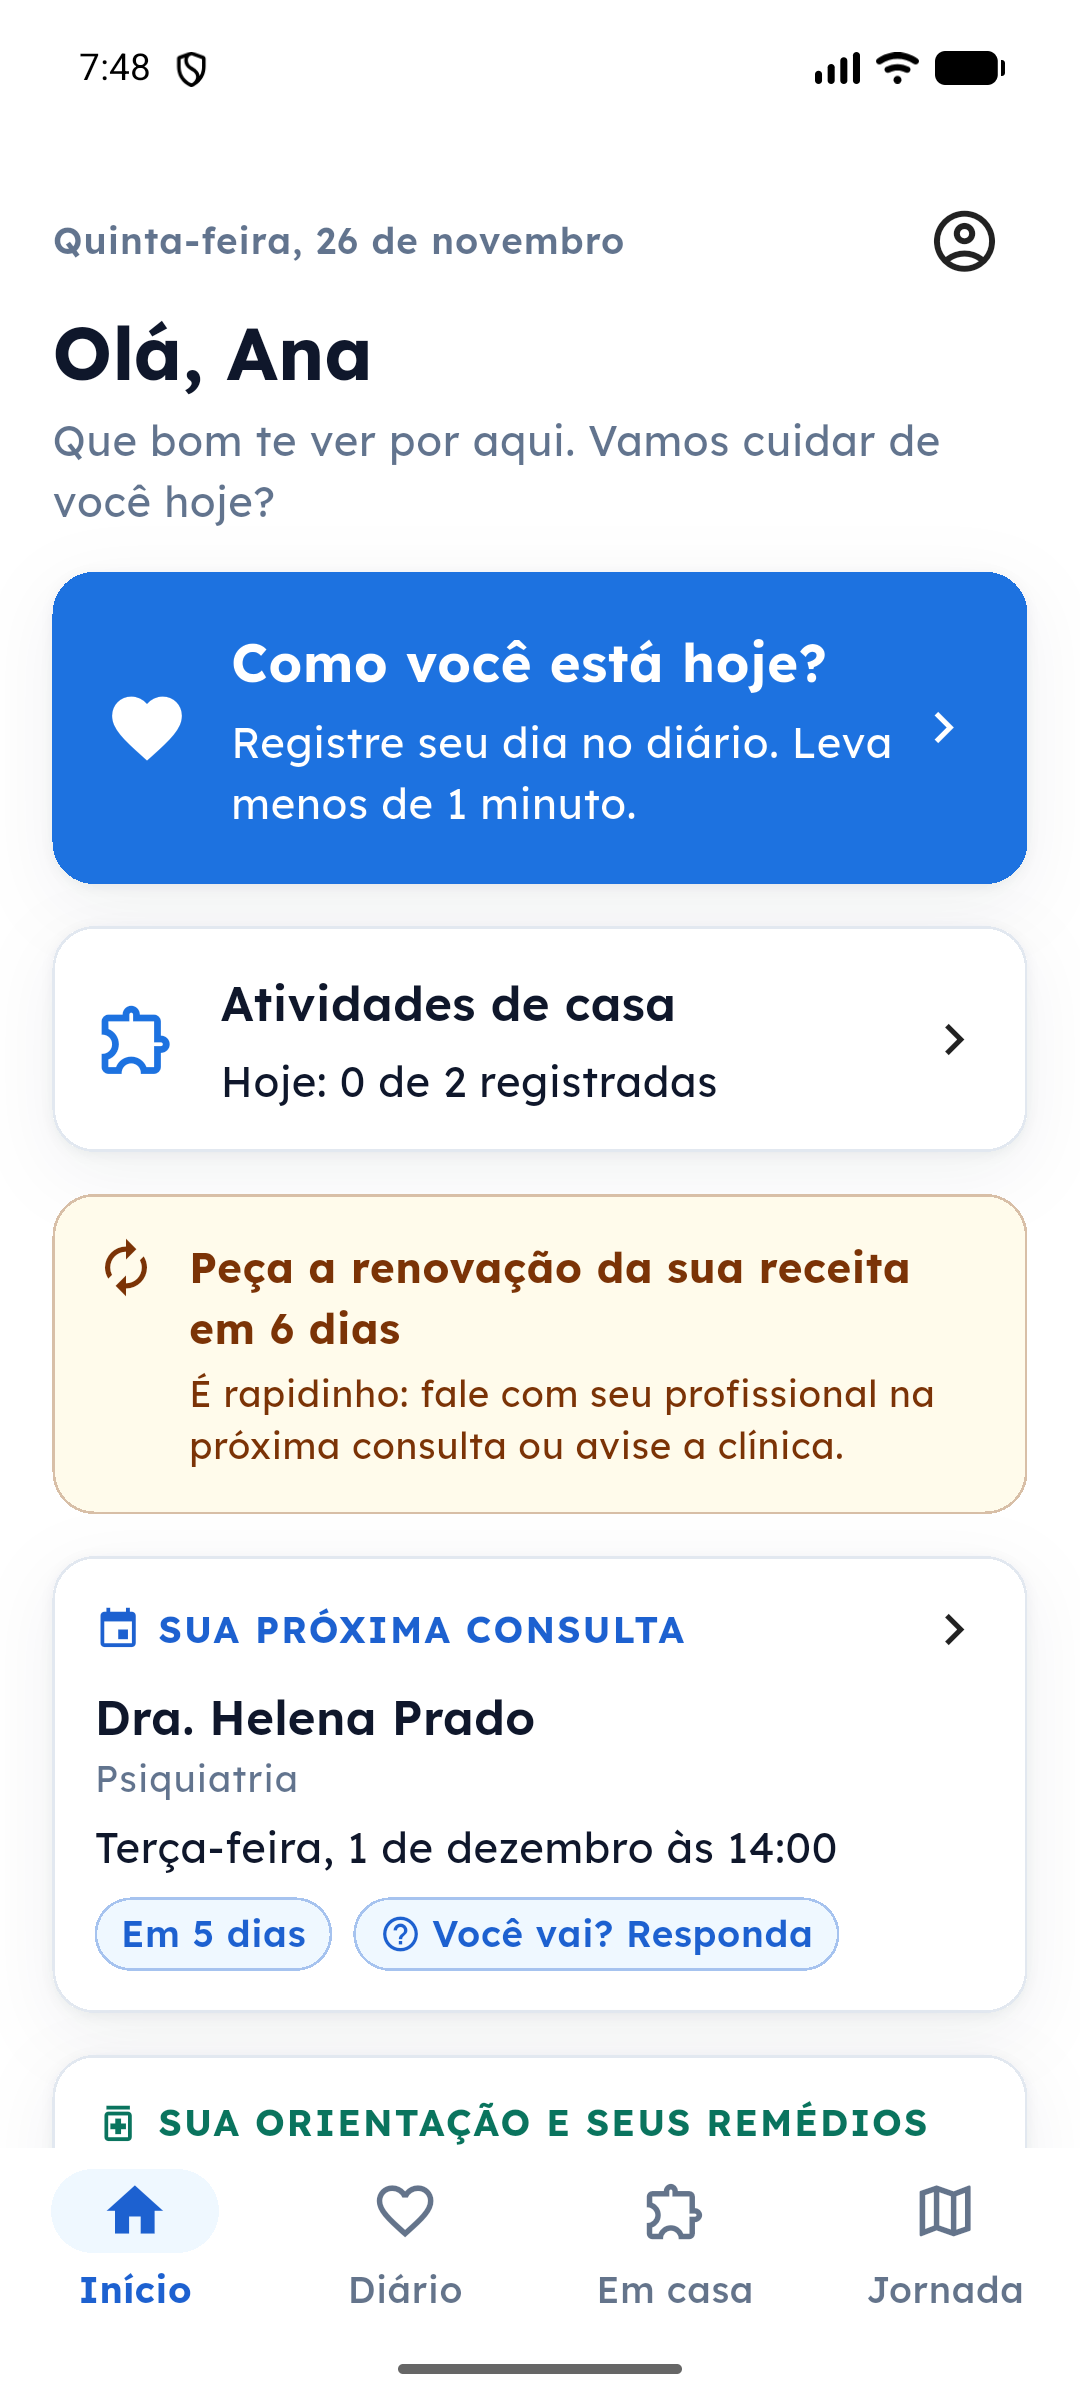 7:48
Quinta-feira, 26 de novembro
Olá, Ana
Que bom te ver por aqui. Vamos cuidar de
você hoje?
Como você está hoje?
Registre seu dia no diário. Leva
menos de 1 minuto.
Atividades de casa
Hoje: 0 de 2 registradas
Peça a renovação da sua receita
em 6 dias
É rapidinho: fale com seu profissional na
próxima consulta ou avise a clínica.
SUA PRÓXIMA CONSULTA
Dra. Helena Prado
Psiquiatria
Terça-feira, 1 de dezembro às 14:00
Em 5 dias
Você vai? Responda
SUA ORIENTAÇÃO E SEUS REMÉDIOS
Início
Diário
Em casa
Jornada